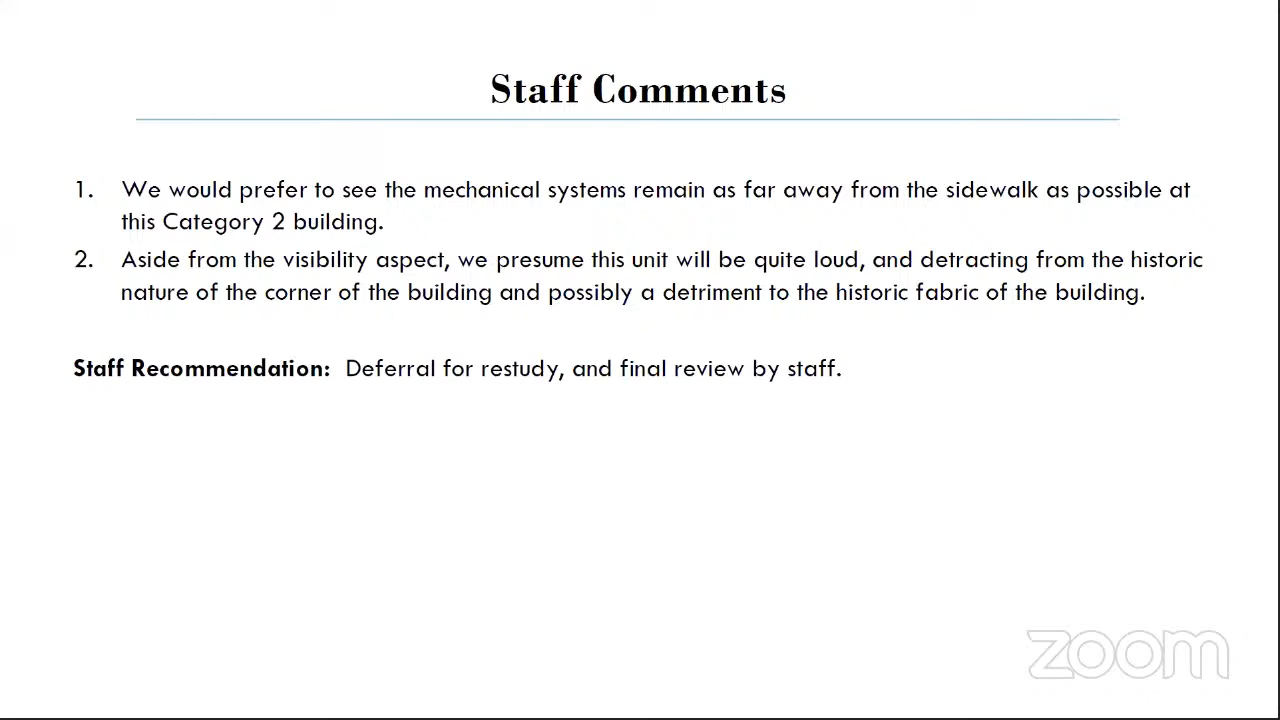 Staff Comments
1. We would prefer to see the mechanical systems remain as far away from the sidewalk as possible at
this Category 2 building.
2. Aside from the visibility aspect, we presume this unit will be quite loud, and detracting from the historic
nature of the corner of the building and possibly a detriment to the historic fabric of the building.
Staff Recommendation: Deferral for restudy, and final review by staff.
zoom